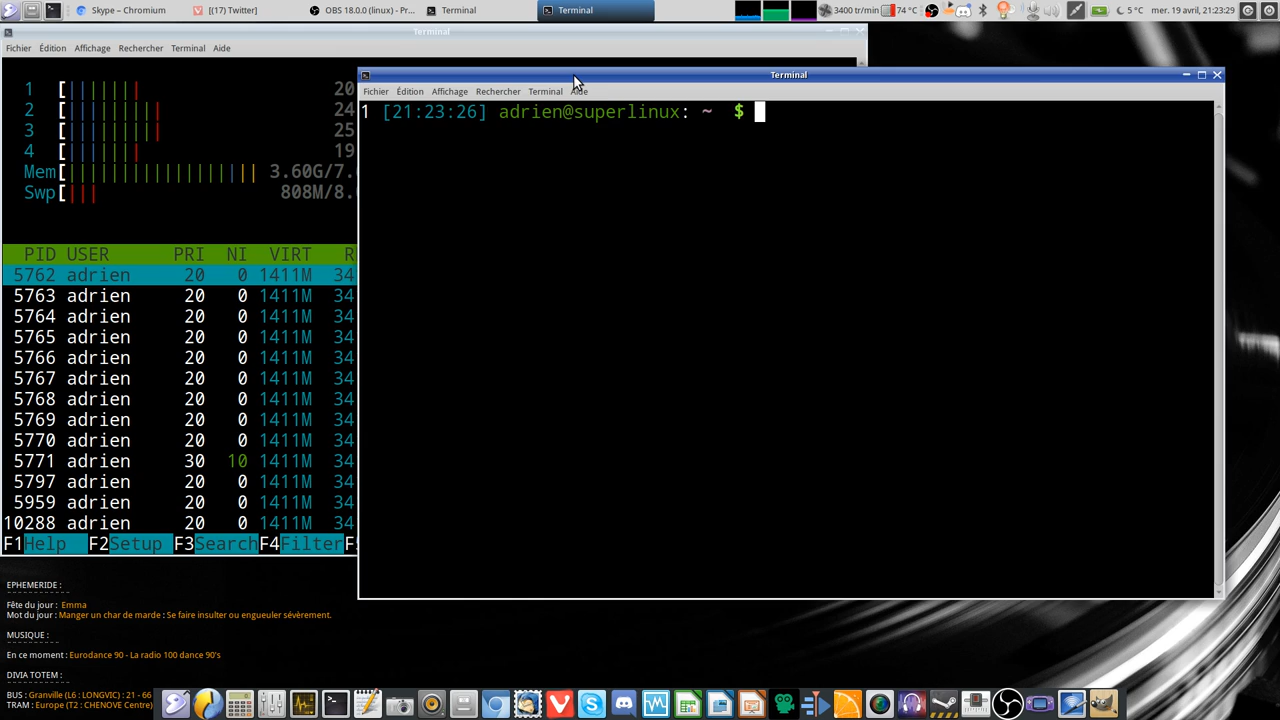 Skype – Chromium
[(17) Twitter]
OBS 18.0.0 (linux) - Pr...
Terminal
Terminal
3400 tr/min
74 °C
5 °C
mer. 19 avril, 21:23:29
Terminal
Fichier Édition Affichage Rechercher Terminal Aide
1 [ 20
2 [ 24
3 [ 25
4 [ 19
Mem[ 3.60G/7.
Swp[ 808M/8.
PID USER PRI NI VIRT R
5762 adrien 20 0 1411M 34
5763 adrien 20 0 1411M 34
5764 adrien 20 0 1411M 34
5765 adrien 20 0 1411M 34
5766 adrien 20 0 1411M 34
5767 adrien 20 0 1411M 34
5768 adrien 20 0 1411M 34
5769 adrien 20 0 1411M 34
5770 adrien 20 0 1411M 34
5771 adrien 30 10 1411M 34
5797 adrien 20 0 1411M 34
5959 adrien 20 0 1411M 34
10288 adrien 20 0 1411M 34
F1Help F2Setup F3SearchF4FilterF
Terminal
Fichier Édition Affichage Rechercher Terminal Aide
1 [21:23:26] adrien@superlinux: ~ $
EPHEMERIDE :
Fête du jour : Emma
Mot du jour : Manger un char de marde : Se faire insulter ou engueuler sévèrement.
MUSIQUE :
En ce moment : Eurodance 90 - La radio 100 dance 90's
DIVIA TOTEM :
BUS : Granville (L6 : LONGVIC) : 21 - 66
TRAM : Europe (T2 : CHENOVE Centre)